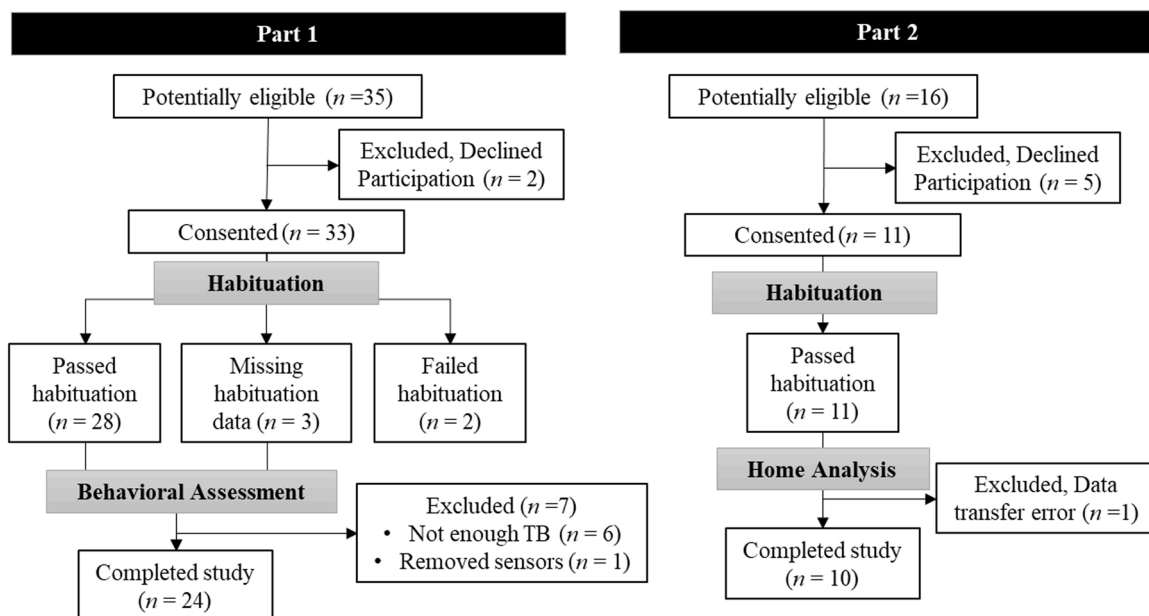 Part 1
Potentially eligible (n =35)
Excluded, Declined
Participation (n = 2)
Consented (n = 33)
Habituation
Passed
habituation
(n = 28)
Missing
habituation
data (n = 3)
Failed
habituation
(n = 2)
Behavioral Assessment
Excluded (n =7)
• Not enough TB (n = 6)
• Removed sensors (n = 1)
Completed study
(n = 24)
Part 2
Potentially eligible (n =16)
Excluded, Declined
Participation (n = 5)
Consented (n = 11)
Habituation
Passed
habituation
(n = 11)
Home Analysis
Excluded, Data
transfer error (n =1)
Completed study
(n = 10)